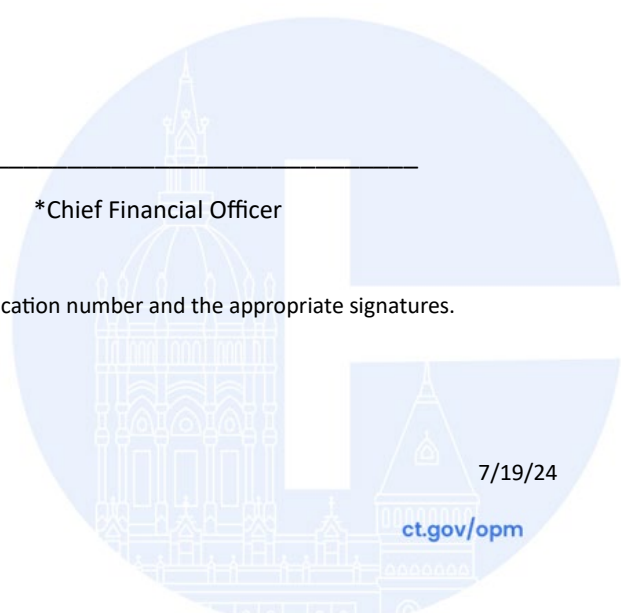 *Chief Financial Officer
cation number and the appropriate signatures.
7/19/24
ct.gov/opm